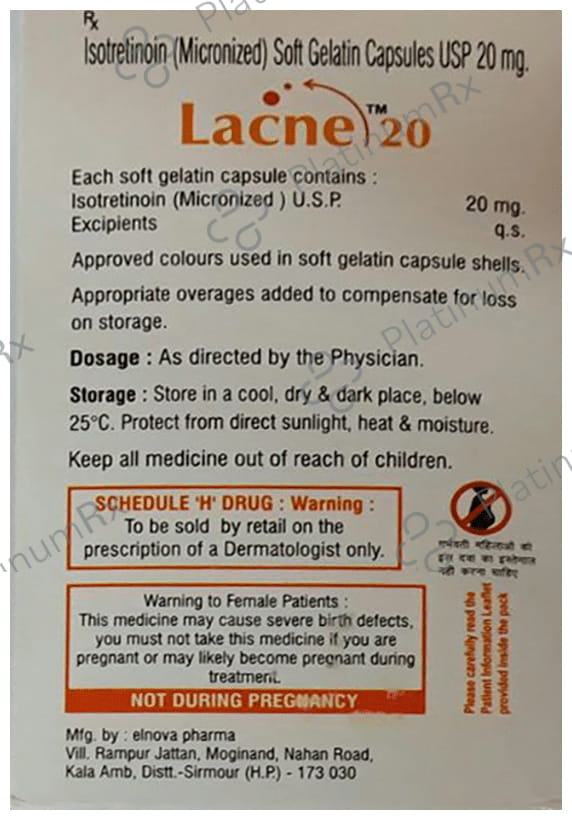 Rx
Isotretinoin (Micronized) Soft Gelatin Capsules USP 20 mg.
Lacne™20
Each soft gelatin capsule contains :
Isotretinoin (Micronized ) U.S.P. 20 mg.
Excipients q.s.
Approved colours used in soft gelatin capsule shells.
Appropriate overages added to compensate for loss
on storage.
Dosage : As directed by the Physician.
Storage : Store in a cool, dry & dark place, below
25°C. Protect from direct sunlight, heat & moisture.
Keep all medicine out of reach of children.
SCHEDULE 'H' DRUG : Warning :
To be sold by retail on the
prescription of a Dermatologist only.
गर्भवती महिलाओं को
इस दवा का इस्तेमाल
नही करना चाहिए
Warning to Female Patients :
This medicine may cause severe birth defects,
you must not take this medicine if you are
pregnant or may likely become pregnant during
treatment.
NOT DURING PREGNANCY
Please carefully read the
Patient Information Leaflet
provided inside the pack
Mfg. by : elnova pharma
Vill. Rampur Jattan, Moginand, Nahan Road,
Kala Amb, Distt.-Sirmour (H.P.) - 173 030
PlatinumRx
PlatinumRx
PlatinumRx